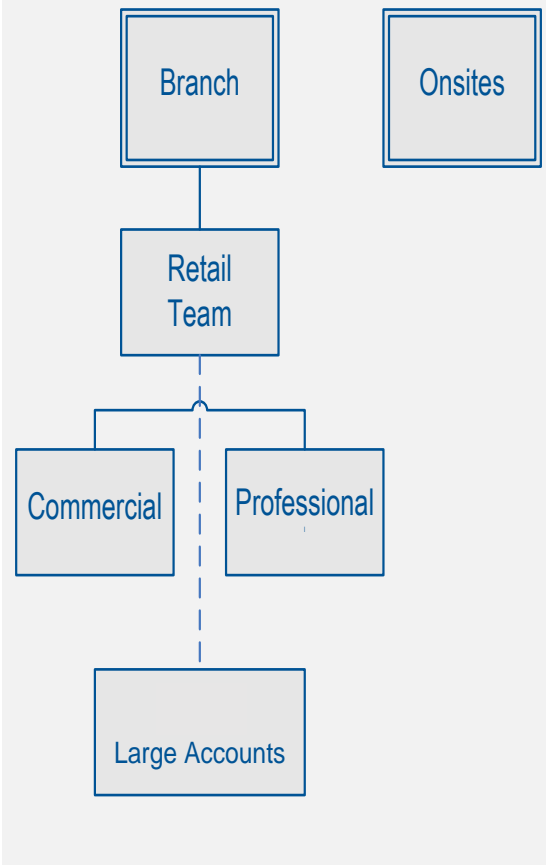 Branch
Onsites
Retail
Team
Commercial
Professional
Large Accounts